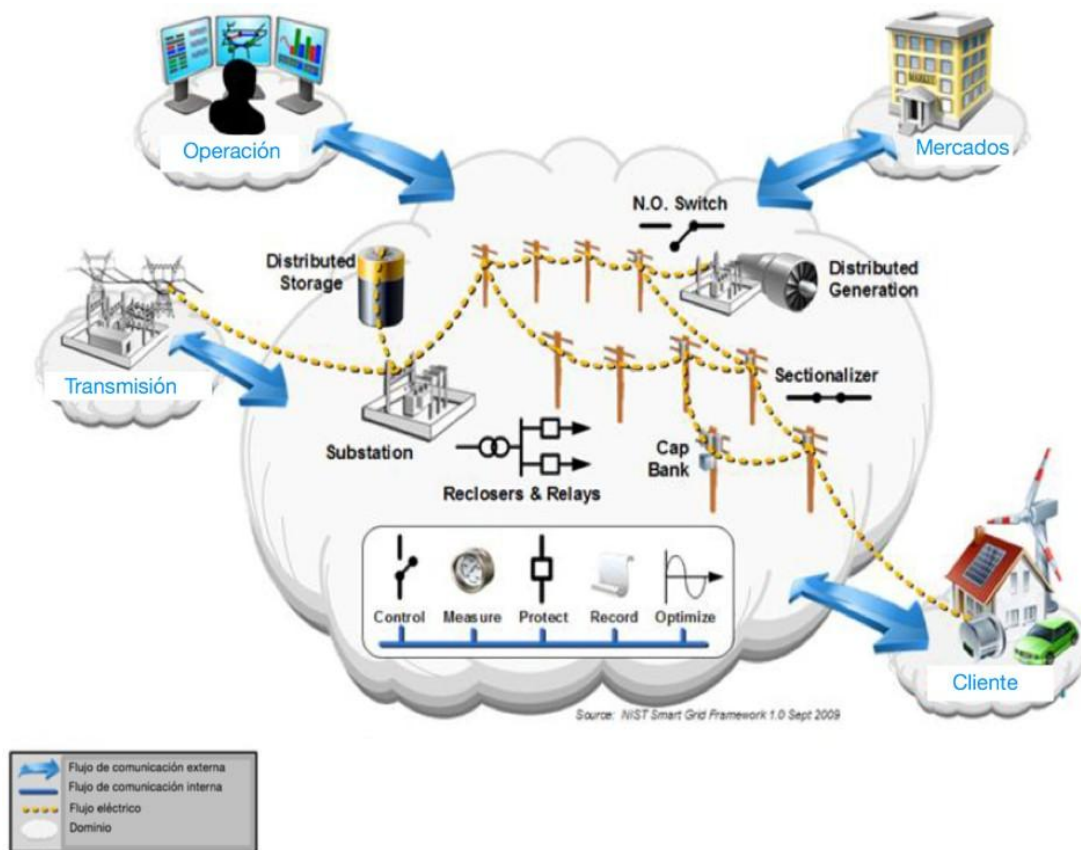 Operación
MARKET
Mercados
N.O. Switch
Distributed
Storage
Distributed
Generation
Transmisión
Sectionalizer
Substation
Cap
Bank
Reclosers & Relays
Control
Measure
Protect
Record
Optimize
Cliente
Source: NIST Smart Grid Framework 1.0 Sept 2009
Flujo de comunicación externa
Flujo de comunicación interna
Flujo eléctrico
Dominio